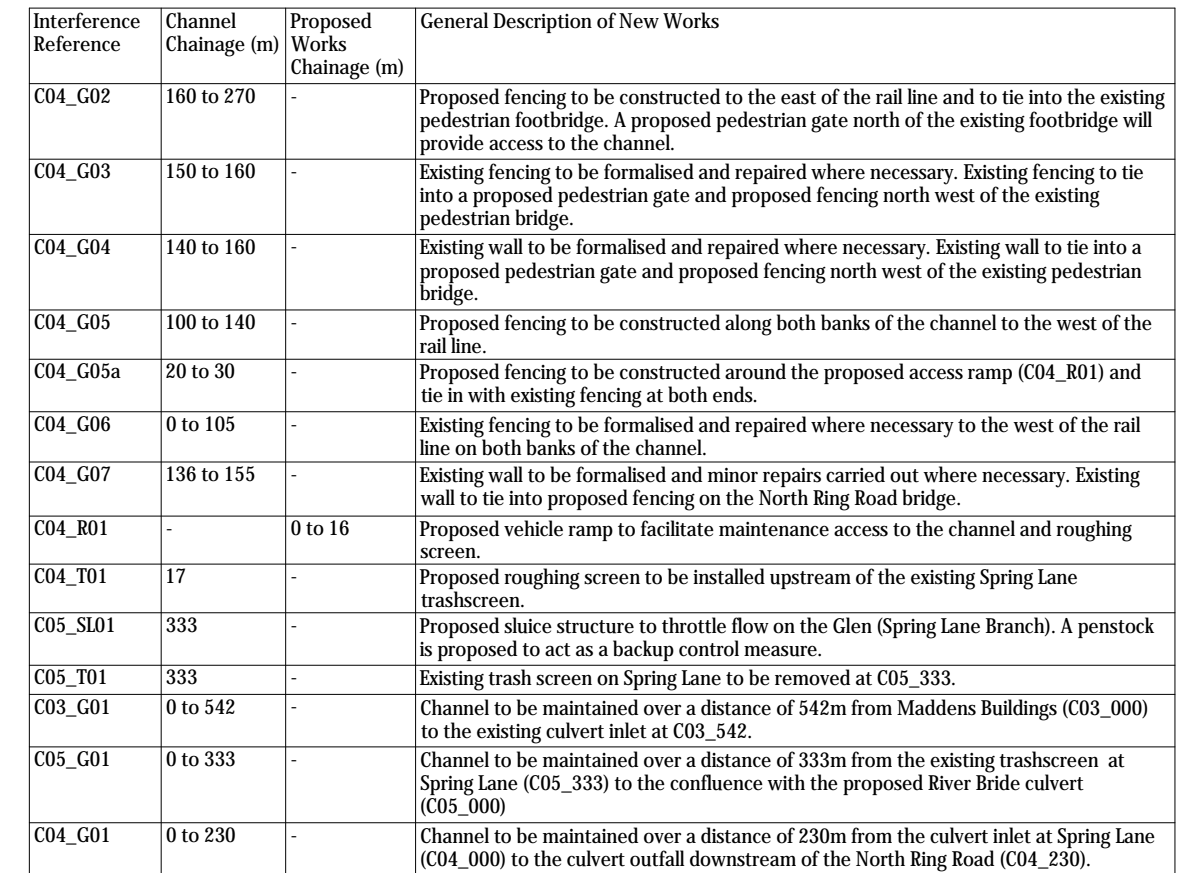 Interference Reference Channel Chainage (m) Proposed Works Chainage (m) General Description of New Works
C04_G02 160 to 270 - Proposed fencing to be constructed to the east of the rail line and to tie into the existing
pedestrian footbridge. A proposed pedestrian gate north of the existing footbridge will
provide access to the channel.
C04_G03 150 to 160 - Existing fencing to be formalised and repaired where necessary. Existing fencing to tie
into a proposed pedestrian gate and proposed fencing north west of the existing
pedestrian bridge.
C04_G04 140 to 160 - Existing wall to be formalised and repaired where necessary. Existing wall to tie into a
proposed pedestrian gate and proposed fencing north west of the existing pedestrian
bridge.
C04_G05 100 to 140 - Proposed fencing to be constructed along both banks of the channel to the west of the
rail line.
C04_G05a 20 to 30 - Proposed fencing to be constructed around the proposed access ramp (C04_R01) and
tie in with existing fencing at both ends.
C04_G06 0 to 105 - Existing fencing to be formalised and repaired where necessary to the west of the rail
line on both banks of the channel.
C04_G07 136 to 155 - Existing wall to be formalised and minor repairs carried out where necessary. Existing
wall to tie into proposed fencing on the North Ring Road bridge.
C04_R01 - 0 to 16 Proposed vehicle ramp to facilitate maintenance access to the channel and roughing
screen.
C04_T01 17 - Proposed roughing screen to be installed upstream of the existing Spring Lane
trashscreen.
C05_SL01 333 - Proposed sluice structure to throttle flow on the Glen (Spring Lane Branch). A penstock
is proposed to act as a backup control measure.
C05_T01 333 - Existing trash screen on Spring Lane to be removed at C05_333.
C03_G01 0 to 542 - Channel to be maintained over a distance of 542m from Maddens Buildings (C03_000)
to the existing culvert inlet at C03_542.
C05_G01 0 to 333 - Channel to be maintained over a distance of 333m from the existing trashscreen at
Spring Lane (C05_333) to the confluence with the proposed River Bride culvert
(C05_000)
C04_G01 0 to 230 - Channel to be maintained over a distance of 230m from the culvert inlet at Spring Lane
(C04_000) to the culvert outfall downstream of the North Ring Road (C04_230).